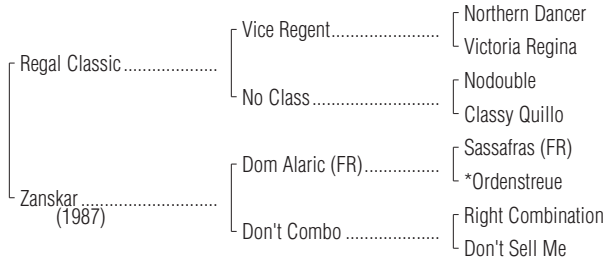 Northern Dancer
Vice Regent....................
Victoria Regina
Regal Classic....................
Nodouble
No Class........................
Classy Quillo
Sassafras (FR)
Dom Alaric (FR)................
*Ordenstreue
Zanskar.............................
(1987)
Right Combination
Don't Combo....................
Don't Sell Me